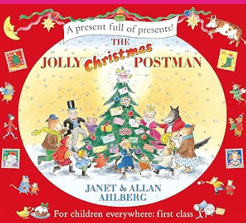 A present full of presents!
THE
JOLLY Christmas
POSTMAN
JANET & ALLAN
AHLBERG
For children everywhere: first class